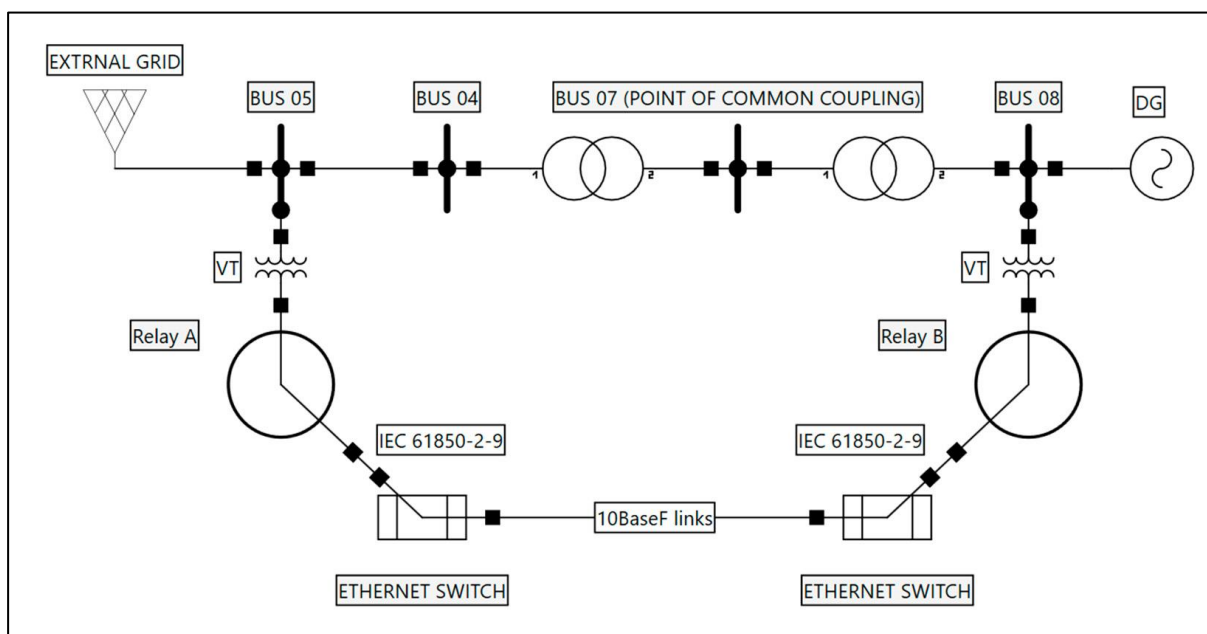 EXTRNAL GRID
BUS 05
BUS 04
BUS 07 (POINT OF COMMON COUPLING)
BUS 08
DG
1
2
1
2
VT
VT
Relay A
Relay B
IEC 61850-2-9
IEC 61850-2-9
10BaseF links
ETHERNET SWITCH
ETHERNET SWITCH